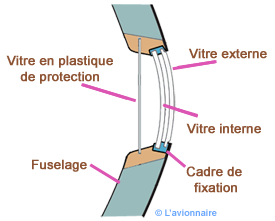 Vitre en plastique
de protection
Vitre externe
Vitre interne
Fuselage
Cadre de
fixation
© L'avionnaire